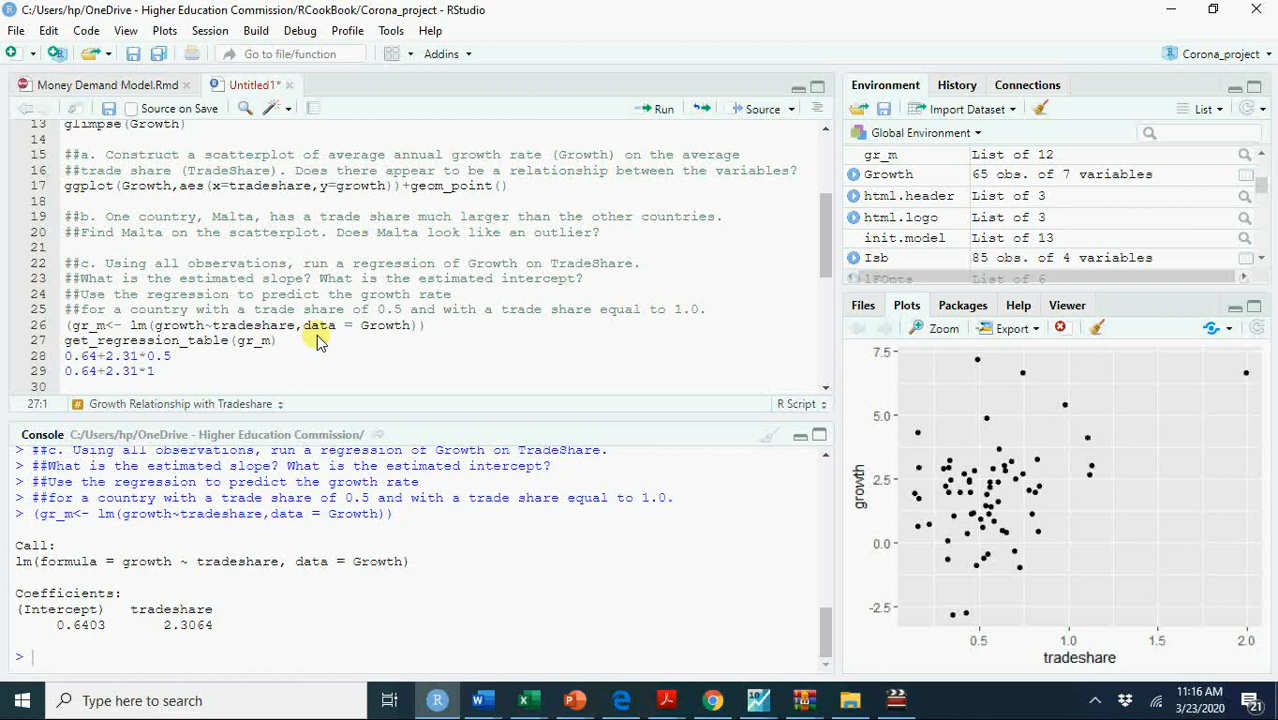 C:/Users/hp/OneDrive - Higher Education Commission/RCookBook/Corona_project - RStudio
File Edit Code View Plots Session Build Debug Profile Tools Help
Go to file/function Addins Corona_project
Money Demand Model.Rmd Untitled1*
Source on Save Run Source
13 glimpse(Growth)
14
15 ##a. Construct a scatterplot of average annual growth rate (Growth) on the average
16 ##trade share (TradeShare). Does there appear to be a relationship between the variables?
17 ggplot(Growth,aes(x=tradeshare,y=growth))+geom_point()
18
19 ##b. One country, Malta, has a trade share much larger than the other countries.
20 ##Find Malta on the scatterplot. Does Malta look like an outlier?
21
22 ##c. Using all observations, run a regression of Growth on TradeShare.
23 ##What is the estimated slope? What is the estimated intercept?
24 ##Use the regression to predict the growth rate
25 ##for a country with a trade share of 0.5 and with a trade share equal to 1.0.
26 (gr_m<- lm(growth~tradeshare,data = Growth))
27 get_regression_table(gr_m)
28 0.64+2.31*0.5
29 0.64+2.31*1
30
27:1 # Growth Relationship with Tradeshare R Script
Console C:/Users/hp/OneDrive - Higher Education Commission/
> ##c. Using all observations, run a regression of Growth on TradeShare.
> ##What is the estimated slope? What is the estimated intercept?
> ##Use the regression to predict the growth rate
> ##for a country with a trade share of 0.5 and with a trade share equal to 1.0.
> (gr_m<- lm(growth~tradeshare,data = Growth))
Call:
lm(formula = growth ~ tradeshare, data = Growth)
Coefficients:
(Intercept) tradeshare
0.6403 2.3064
>
Environment History Connections
Import Dataset List
Global Environment
gr_m List of 12
Growth 65 obs. of 7 variables
html.header List of 3
html.logo List of 3
init.model List of 13
Isb 85 obs. of 4 variables
lFOpts List of 6
Files Plots Packages Help Viewer
Zoom Export
7.5
5.0
2.5
0.0
-2.5
growth
0.5 1.0 1.5 2.0
tradeshare
Type here to search
11:16 AM
3/23/2020
21